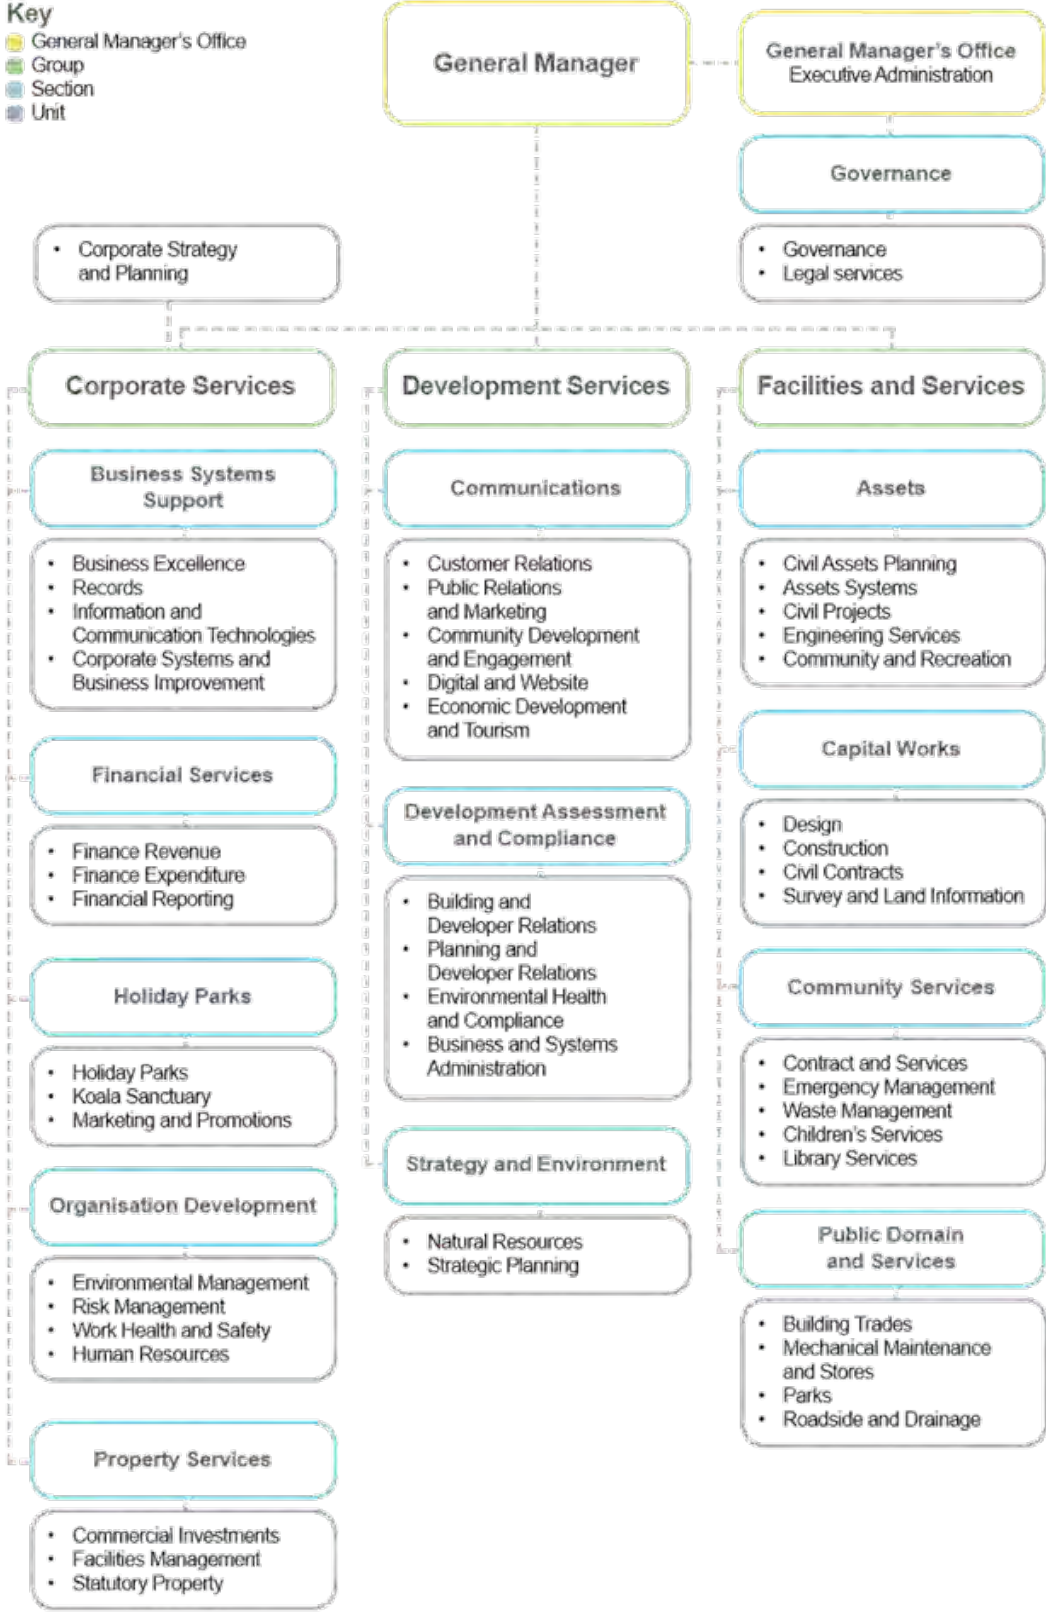 Key
General Manager's Office
Group
Section
Unit
General Manager
General Manager's Office
Executive Administration
Governance
• Governance
• Legal services
• Corporate Strategy
and Planning
Corporate Services
Business Systems
Support
• Business Excellence
• Records
• Information and
Communication Technologies
• Corporate Systems and
Business Improvement
Financial Services
• Finance Revenue
• Finance Expenditure
• Financial Reporting
Holiday Parks
• Holiday Parks
• Koala Sanctuary
• Marketing and Promotions
Organisation Development
• Environmental Management
• Risk Management
• Work Health and Safety
• Human Resources
Property Services
• Commercial Investments
• Facilities Management
• Statutory Property
Development Services
Communications
• Customer Relations
• Public Relations
and Marketing
• Community Development
and Engagement
• Digital and Website
• Economic Development
and Tourism
Development Assessment
and Compliance
• Building and
Developer Relations
• Planning and
Developer Relations
• Environmental Health
and Compliance
• Business and Systems
Administration
Strategy and Environment
• Natural Resources
• Strategic Planning
Facilities and Services
Assets
• Civil Assets Planning
• Assets Systems
• Civil Projects
• Engineering Services
• Community and Recreation
Capital Works
• Design
• Construction
• Civil Contracts
• Survey and Land Information
Community Services
• Contract and Services
• Emergency Management
• Waste Management
• Children's Services
• Library Services
Public Domain
and Services
• Building Trades
• Mechanical Maintenance
and Stores
• Parks
• Roadside and Drainage